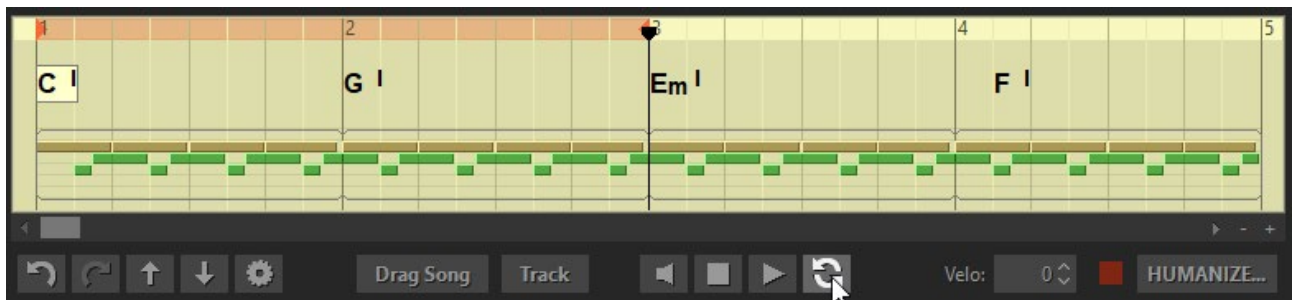 1 2 3 4 5
C I G I Em I F I
Drag Song Track Velo: 0 HUMANIZE...